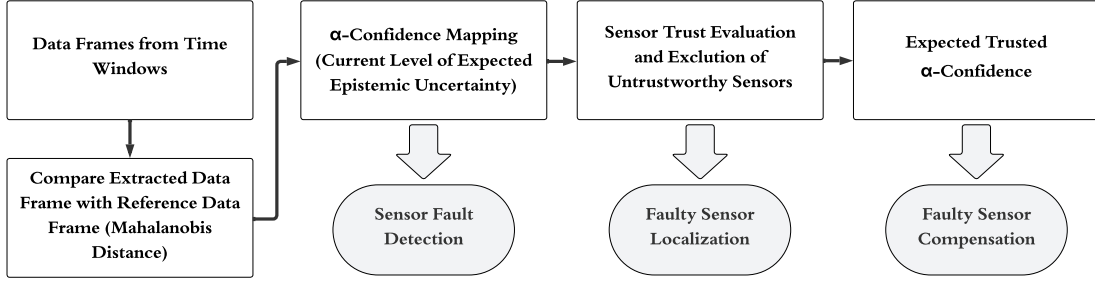 Data Frames from Time
Windows
Compare Extracted Data
Frame with Reference Data
Frame (Mahalanobis
Distance)
α-Confidence Mapping
(Current Level of Expected
Epistemic Uncertainty)
Sensor Fault
Detection
Sensor Trust Evaluation
and Exclution of
Untrustworthy Sensors
Faulty Sensor
Localization
Expected Trusted
α-Confidence
Faulty Sensor
Compensation